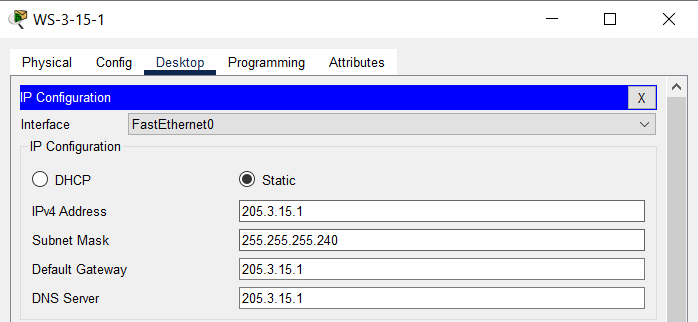 WS-3-15-1
Physical Config Desktop Programming Attributes
IP Configuration X
Interface FastEthernet0
IP Configuration
DHCP Static
IPv4 Address 205.3.15.1
Subnet Mask 255.255.255.240
Default Gateway 205.3.15.1
DNS Server 205.3.15.1